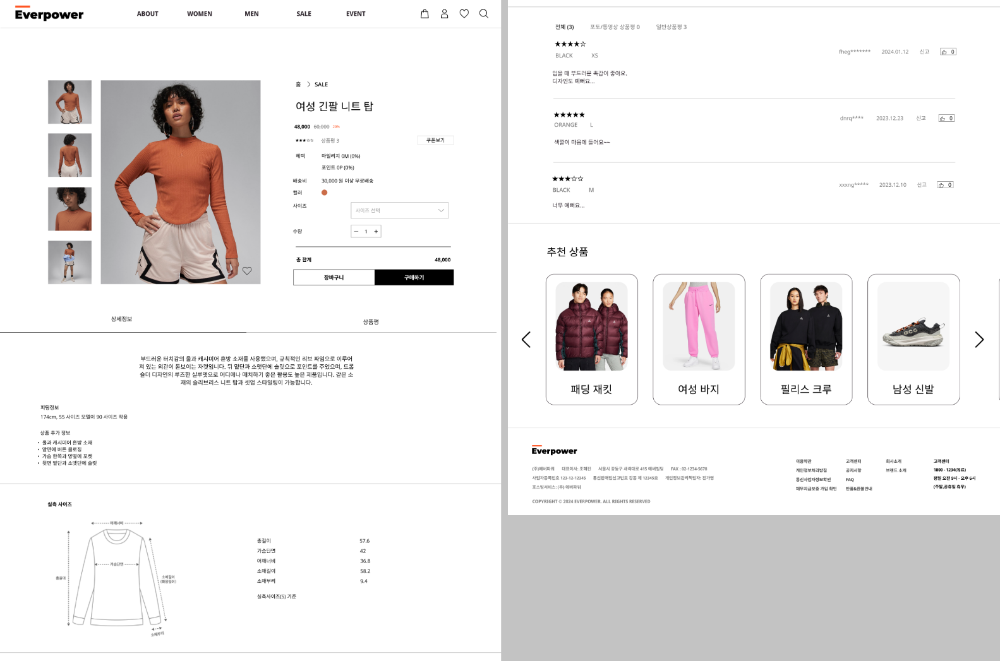 Everpower
ABOUT
WOMEN
MEN
SALE
EVENT
홈 > SALE
여성 긴팔 니트 탑
48,000 60,000 20%
★★★☆☆ 상품평 3
쿠폰보기
혜택 마일리지 0M (0%)
포인트 0P (0%)
배송비 30,000 원 이상 무료배송
컬러
사이즈 사이즈 선택
수량 — 1 +
총 합계 48,000
장바구니 구매하기
상세정보
상품평
부드러운 터치감의 울과 캐시미어 혼방 소재를 사용했으며, 규칙적인 리브 짜임으로 이루어
져 있는 외관이 돋보이는 자켓입니다. 뒤 밑단과 소맷단에 슬릿으로 포인트를 주었으며, 드롭
숄더 디자인의 루즈한 실루엣으로 어디에나 매치하기 좋은 활용도 높은 제품입니다. 같은 소
재의 슬리브리스 니트 탑과 셋업 스타일링이 가능합니다.
피팅정보
174cm, 55 사이즈 모델이 90 사이즈 착용
상품 추가 정보
• 울과 캐시미어 혼방 소재
• 앞면에 버튼 클로징
• 가슴 한쪽과 양옆에 포켓
• 뒷면 밑단과 소맷단에 슬릿
실측 사이즈
어깨너비
가슴단면
총길이
소매길이
(화장길이)
소매부리
총길이 57.6
가슴단면 42
어깨너비 36.8
소매길이 58.2
소매부리 9.4
실측사이즈(S) 기준
전체 (3) 포토/동영상 상품평 0 일반상품평 3
★★★★☆
BLACK XS
fheg******* 2024.01.12 신고 0
입을 때 부드러운 촉감이 좋아요.
디자인도 예뻐요...
★★★★★
ORANGE L
dnrq**** 2023.12.23 신고 0
색깔이 마음에 들어요~~
★★★☆☆
BLACK M
xxxng***** 2023.12.10 신고 0
너무 예뻐요...
추천 상품
패딩 재킷
여성 바지
필리스 크루
남성 신발
Everpower
(주)에버파워 대표이사: 조혜진 서울시 강동구 새벽대로 415 에버빌딩 FAX : 02-1234-5678
사업자등록번호 123-12-12345 통신판매업신고번호 강동 제 12345호 개인정보관리책임자: 진가영
호스팅서비스: (주) 에버파워
COPYRIGHT © 2024 EVERPOWER. ALL RIGHTS RESERVED
이용약관
개인정보처리방침
통신사업자정보확인
채무지급보증 가입 확인
고객센터
공지사항
FAQ
반품&환불안내
회사소개
브랜드 소개
고객센터
1800 - 1234(유료)
평일 오전 9시 - 오후 6시
(주말,공휴일 휴무)